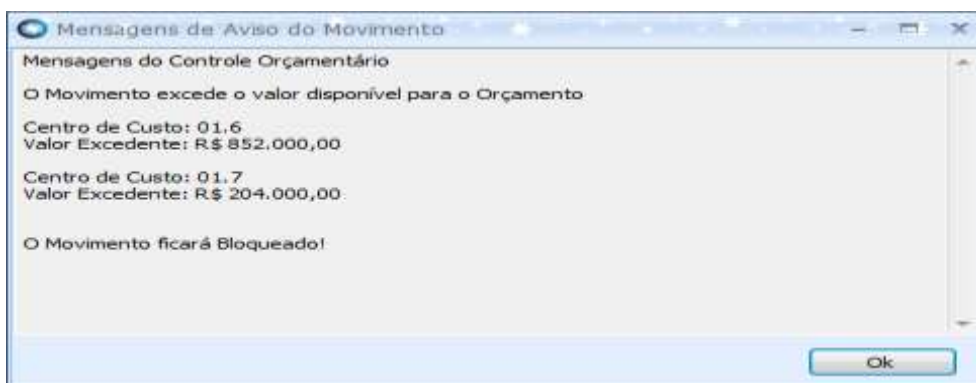 Mensagens de Aviso do Movimento
Mensagens do Controle Orçamentário
O Movimento excede o valor disponível para o Orçamento
Centro de Custo: 01.6
Valor Excedente: R$ 852.000,00
Centro de Custo: 01.7
Valor Excedente: R$ 204.000,00
O Movimento ficará Bloqueado!
Ok